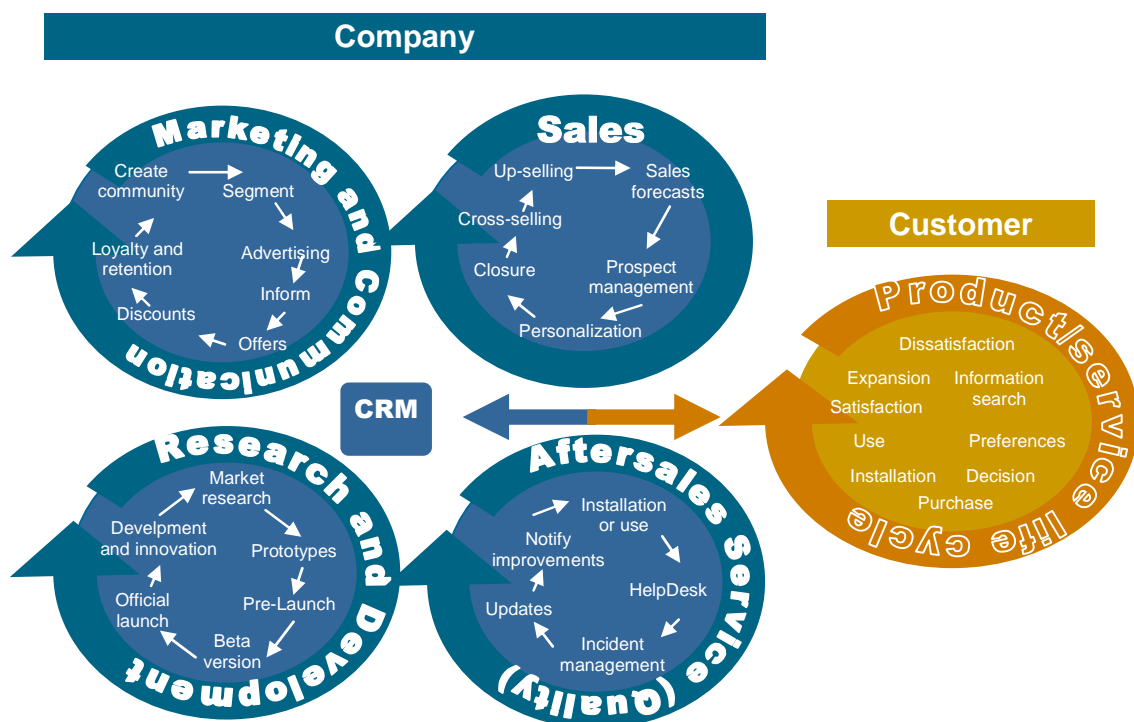 Company
Marketing and Communication
Create
community
Segment
Advertising
Inform
Offers
Discounts
Loyalty and
retention
Sales
Up-selling
Sales
forecasts
Prospect
management
Personalization
Closure
Cross-selling
CRM
Research and Development
Market
research
Prototypes
Pre-Launch
Beta
version
Official
launch
Develpment
and innovation
Aftersales Service (Quality)
Installation
or use
HelpDesk
Incident
management
Updates
Notify
improvements
Customer
Product/service life cycle
Dissatisfaction
Information
search
Preferences
Decision
Purchase
Installation
Use
Satisfaction
Expansion